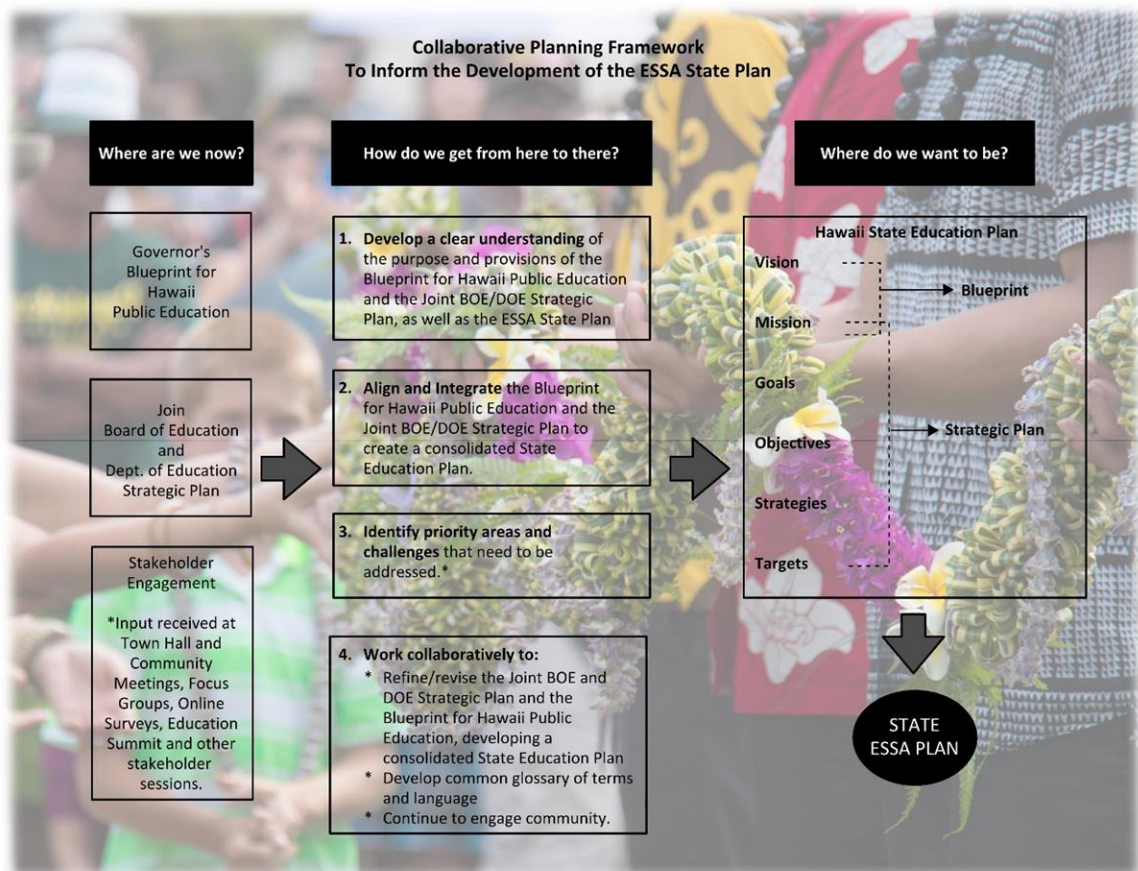 Collaborative Planning Framework
To Inform the Development of the ESSA State Plan
Where are we now?
Governor's
Blueprint for
Hawaii
Public Education
Join
Board of Education
and
Dept. of Education
Strategic Plan
Stakeholder
Engagement
*Input received at
Town Hall and
Community
Meetings, Focus
Groups, Online
Surveys, Education
Summit and other
stakeholder
sessions.
How do we get from here to there?
1. Develop a clear understanding of
the purpose and provisions of the
Blueprint for Hawaii Public Education
and the Joint BOE/DOE Strategic
Plan, as well as the ESSA State Plan
2. Align and Integrate the Blueprint
for Hawaii Public Education and the
Joint BOE/DOE Strategic Plan to
create a consolidated State
Education Plan.
3. Identify priority areas and
challenges that need to be
addressed.*
4. Work collaboratively to:
* Refine/revise the Joint BOE and
DOE Strategic Plan and the
Blueprint for Hawaii Public
Education, developing a
consolidated State Education Plan
* Develop common glossary of terms
and language
* Continue to engage community.
Where do we want to be?
Hawaii State Education Plan
Vision
Blueprint
Mission
Goals
Strategic Plan
Objectives
Strategies
Targets
STATE
ESSA PLAN